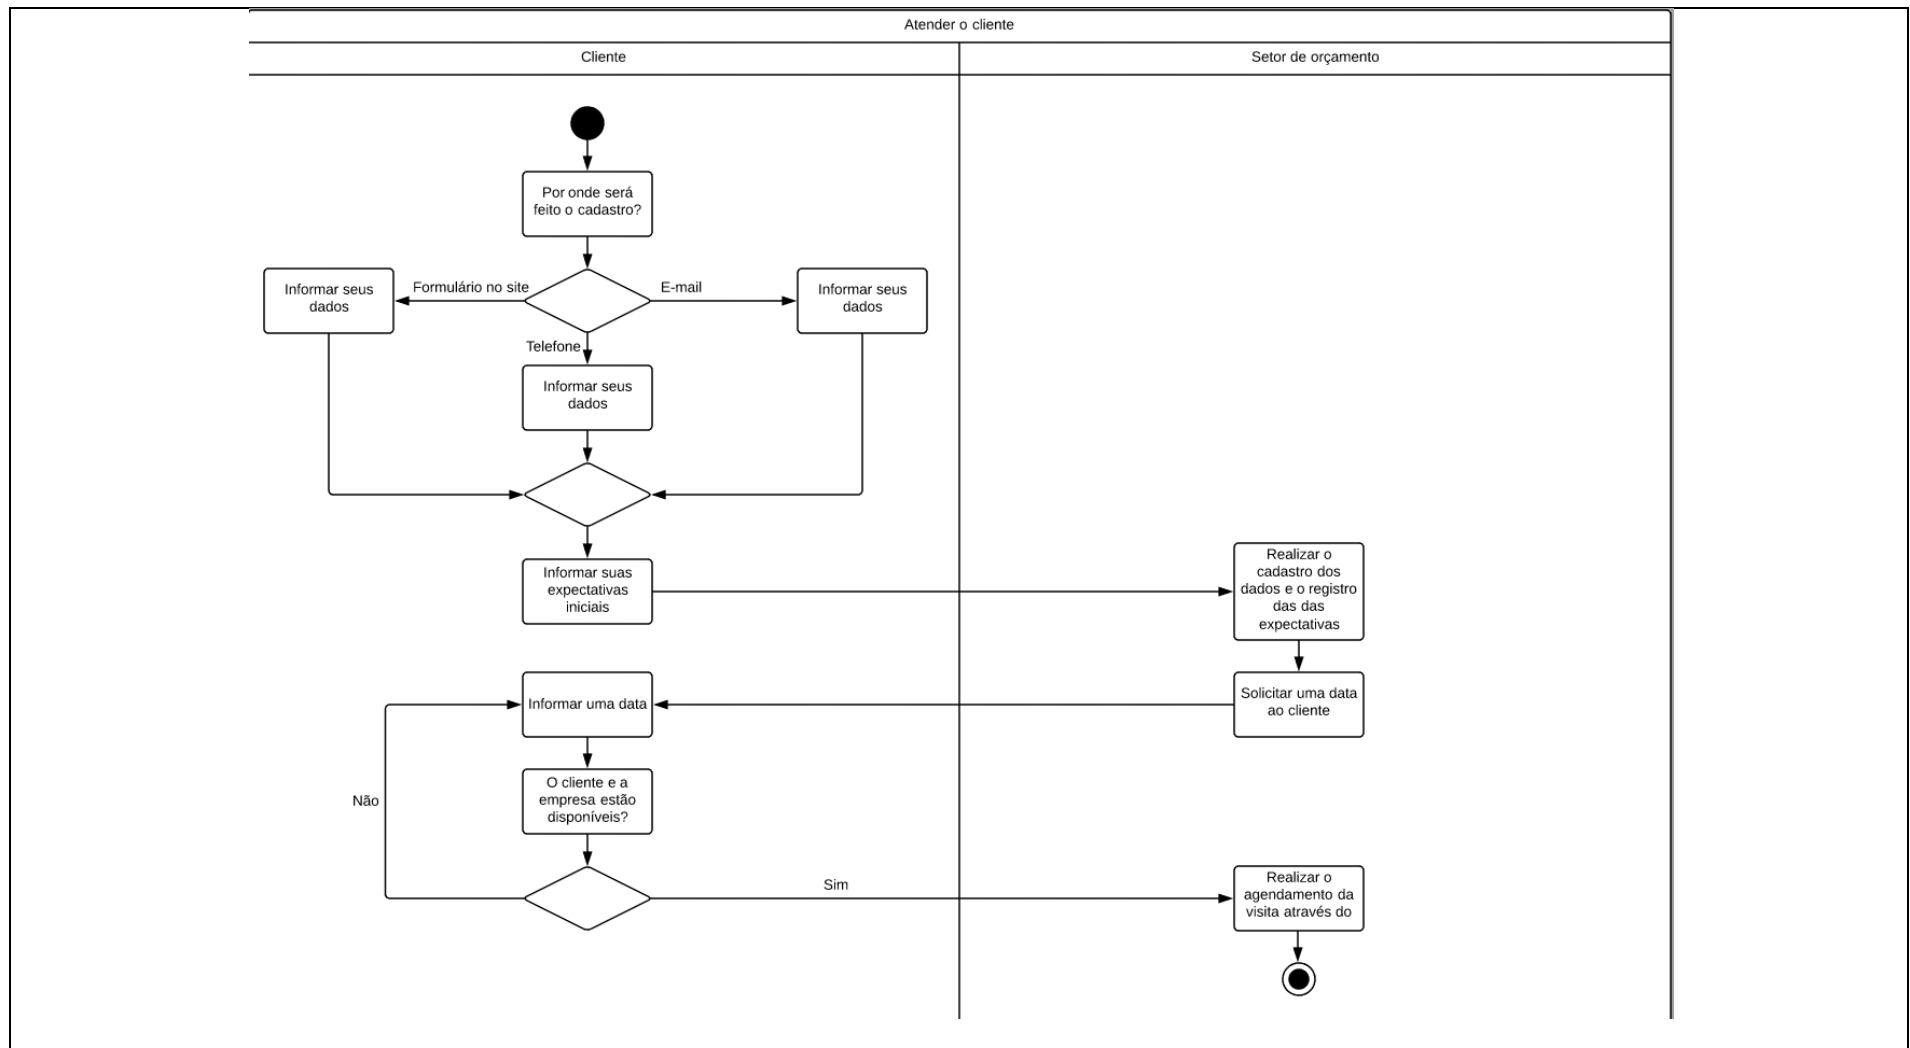 Atender o cliente
Cliente
Setor de orçamento
Por onde será
feito o cadastro?
Formulário no site
E-mail
Informar seus
dados
Informar seus
dados
Telefone
Informar seus
dados
Informar suas
expectativas
iniciais
Realizar o
cadastro dos
dados e o registro
das das
expectativas
Informar uma data
Solicitar uma data
ao cliente
O cliente e a
empresa estão
disponíveis?
Não
Sim
Realizar o
agendamento da
visita através do